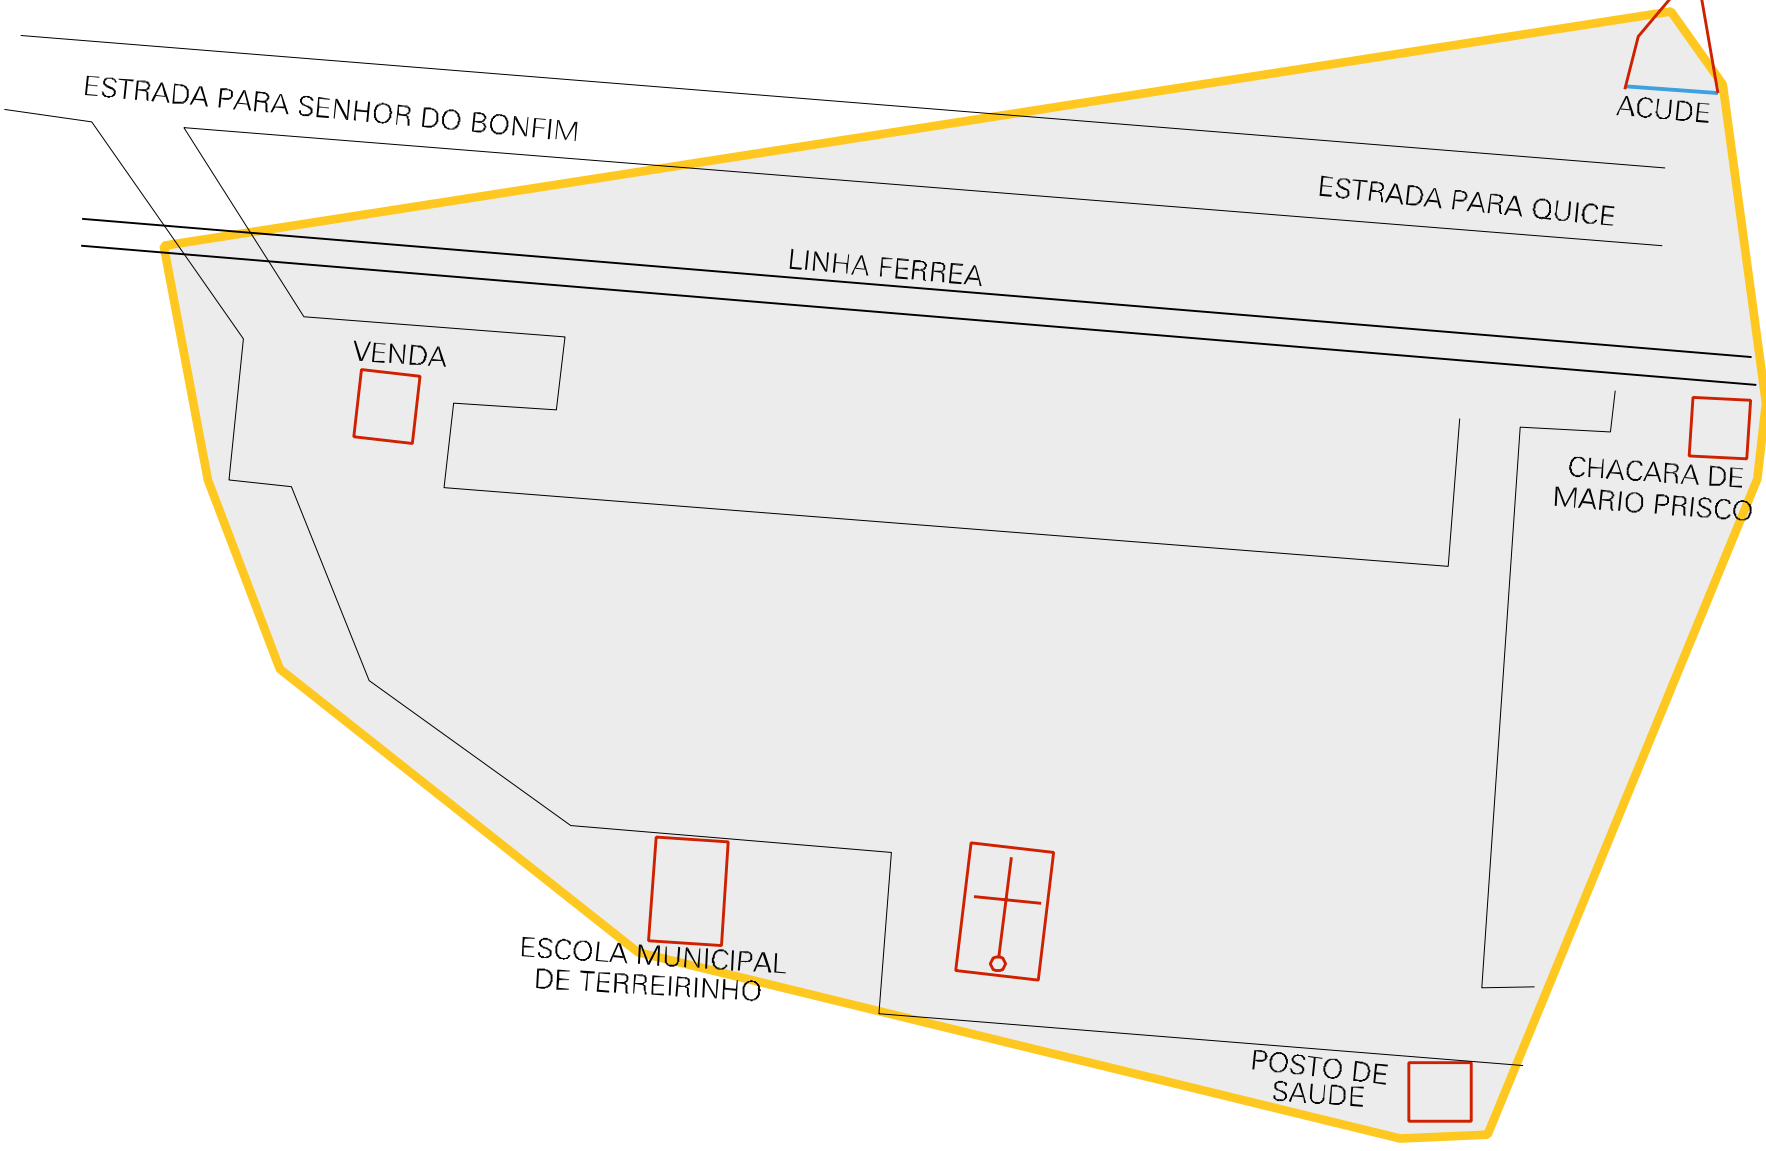 ESTRADA PARA SENHOR DO BONFIM
ACUDE
ESTRADA PARA QUICE
LINHA FERREA
VENDA
CHACARA DE
MARIO PRISCO
ESCOLA MUNICIPAL
DE TERREIRINHO
POSTO DE
SAUDE